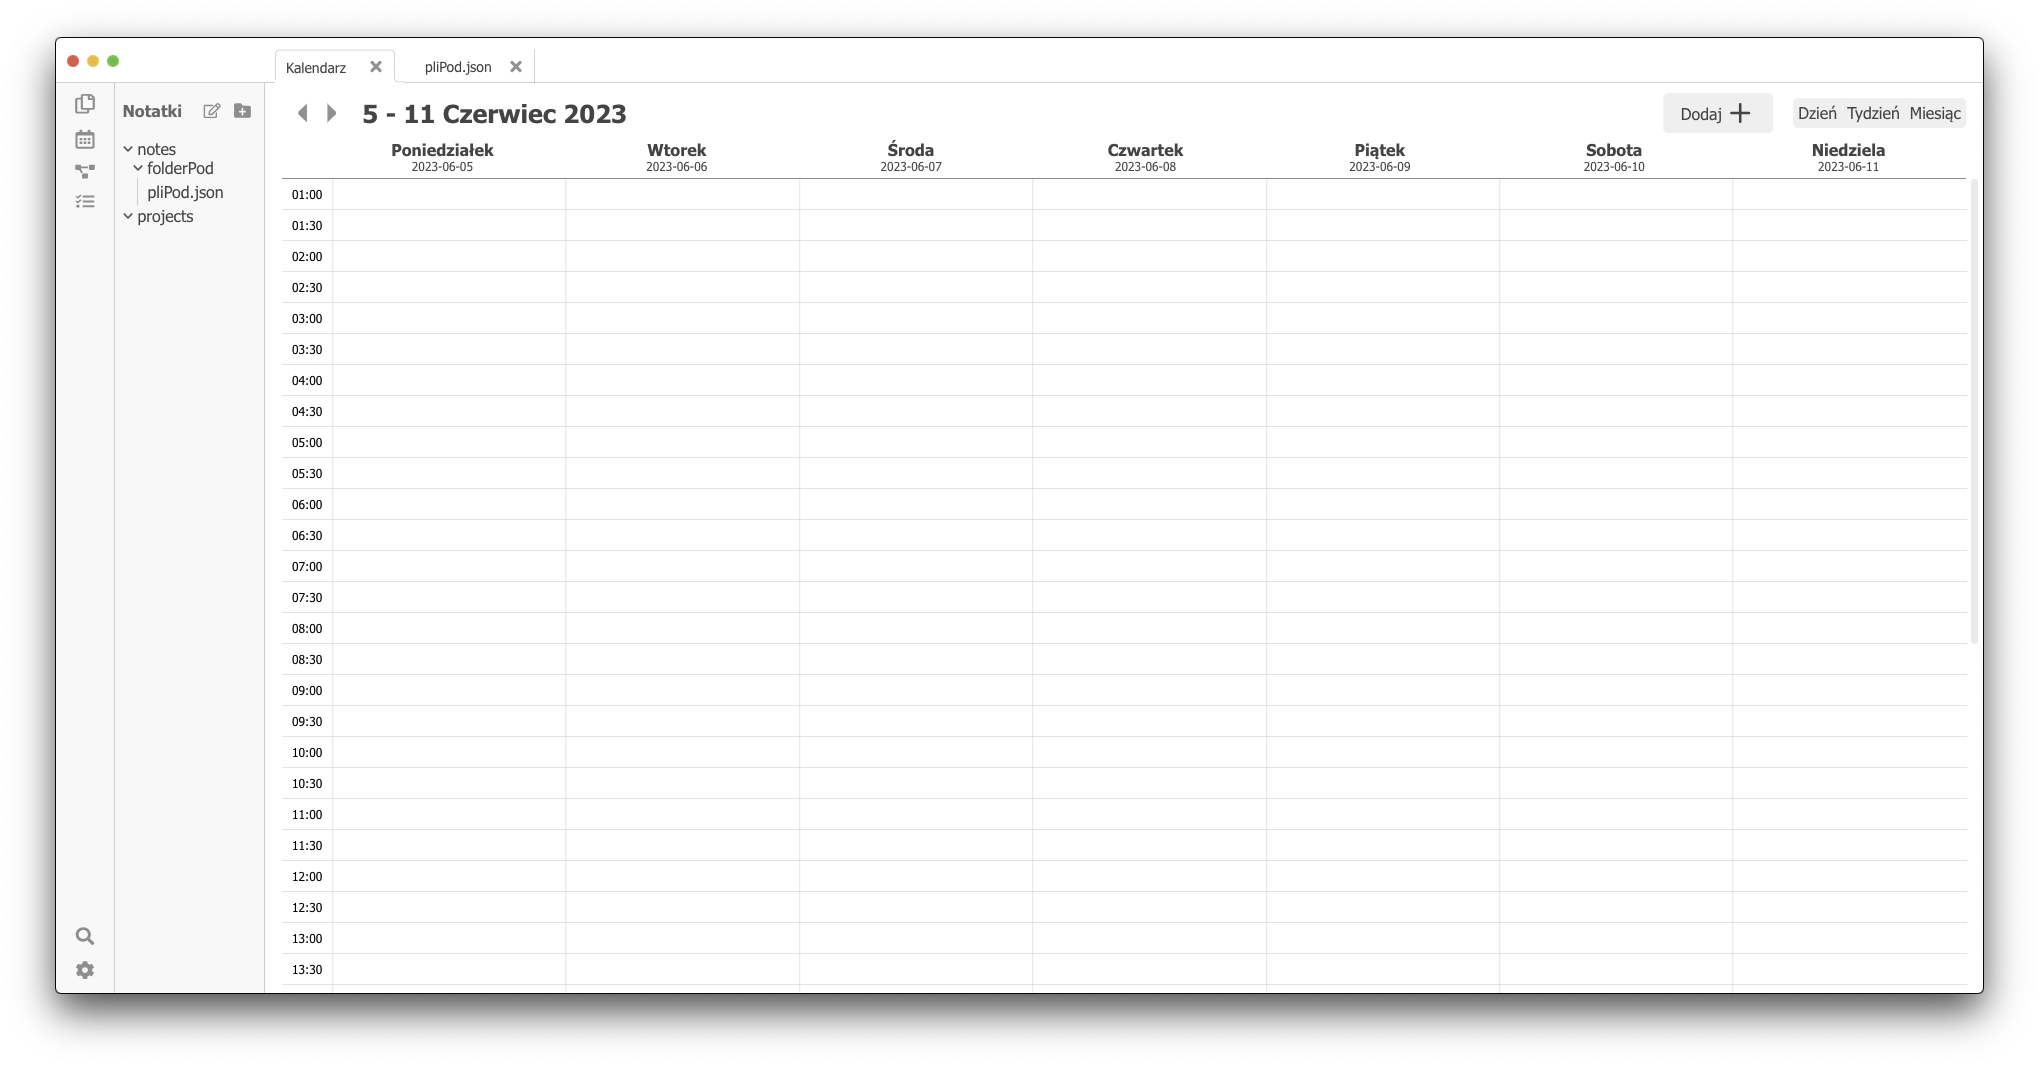 Kalendarz
pliPod.json
Notatki
notes
folderPod
pliPod.json
projects
5 - 11 Czerwiec 2023
Dodaj
Dzień Tydzień Miesiąc
Poniedziałek Wtorek Środa Czwartek Piątek Sobota Niedziela
2023-06-05 2023-06-06 2023-06-07 2023-06-08 2023-06-09 2023-06-10 2023-06-11
01:00
01:30
02:00
02:30
03:00
03:30
04:00
04:30
05:00
05:30
06:00
06:30
07:00
07:30
08:00
08:30
09:00
09:30
10:00
10:30
11:00
11:30
12:00
12:30
13:00
13:30